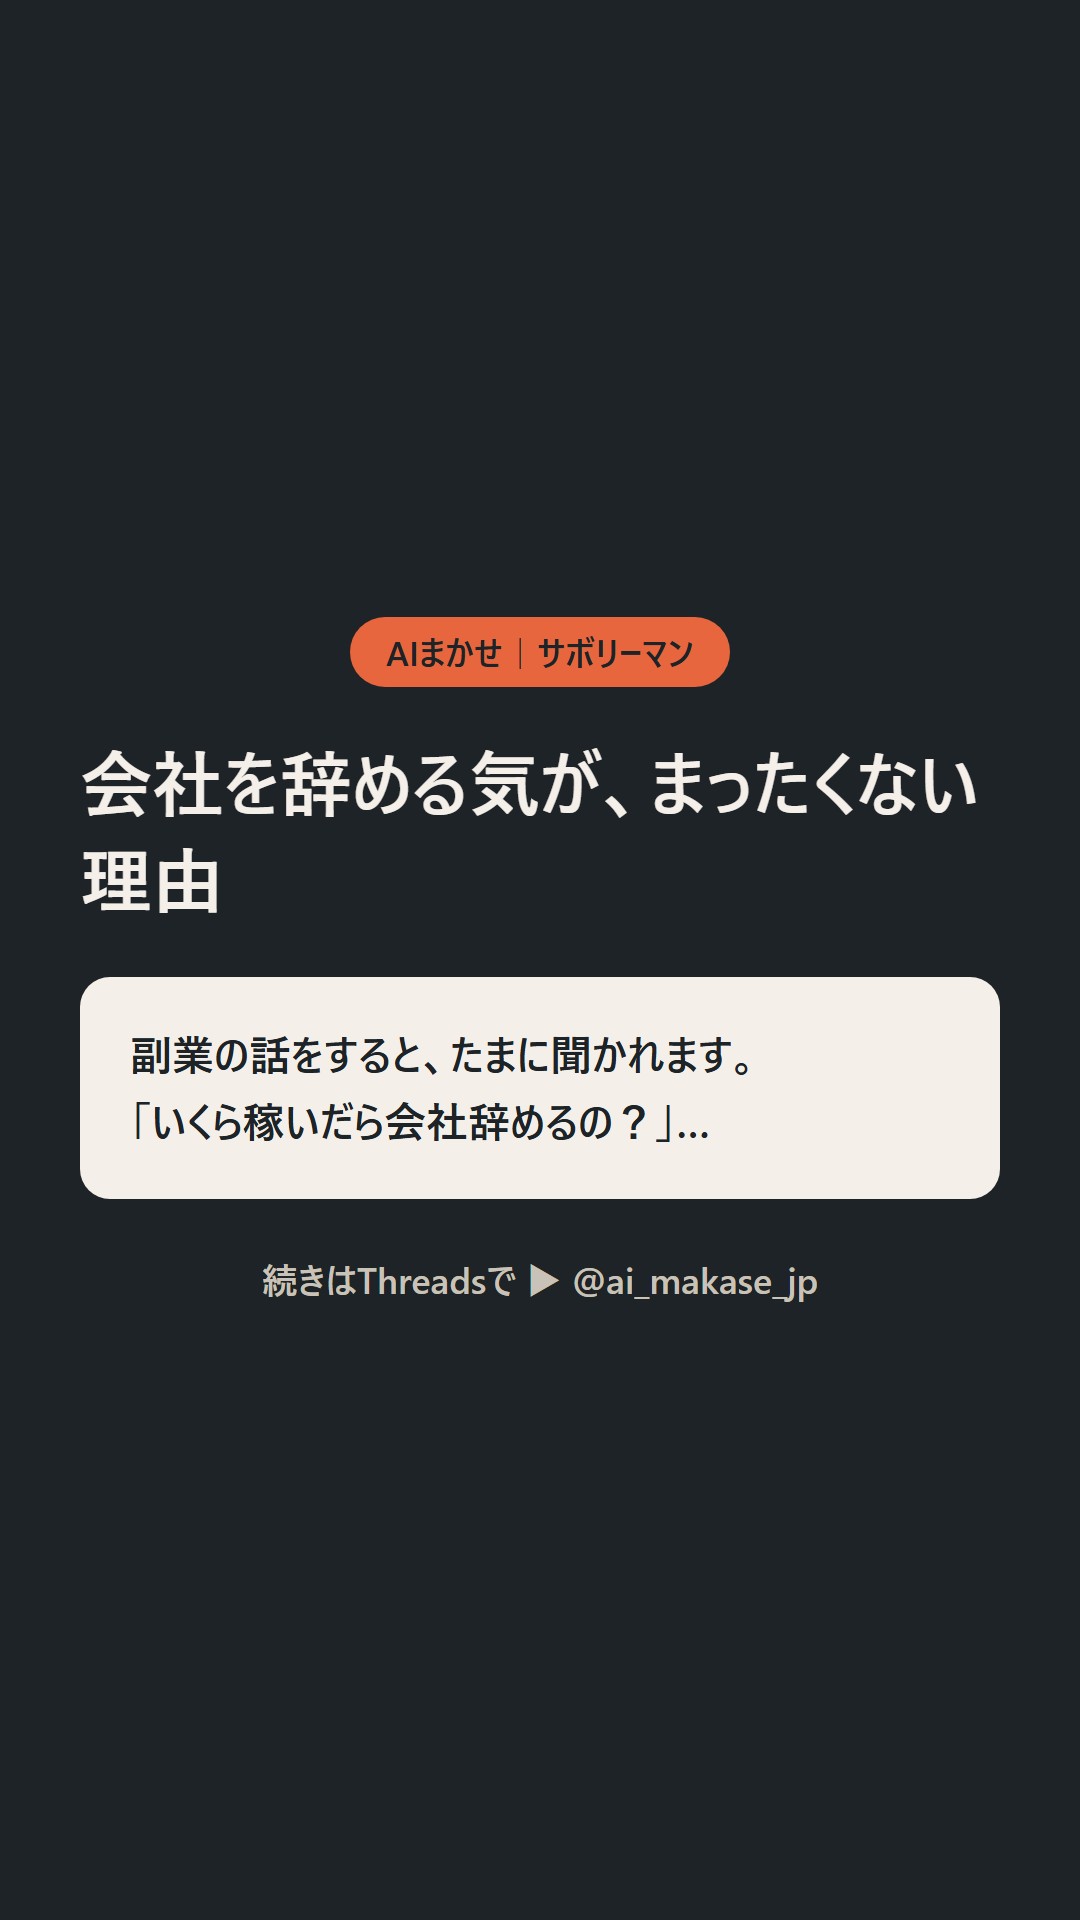 AIまかせ｜サボリーマン
会社を辞める気が、まったくない
理由
副業の話をすると、たまに聞かれます。
「いくら稼いだら会社辞めるの？」…
続きはThreadsで ▶ @ai_makase_jp